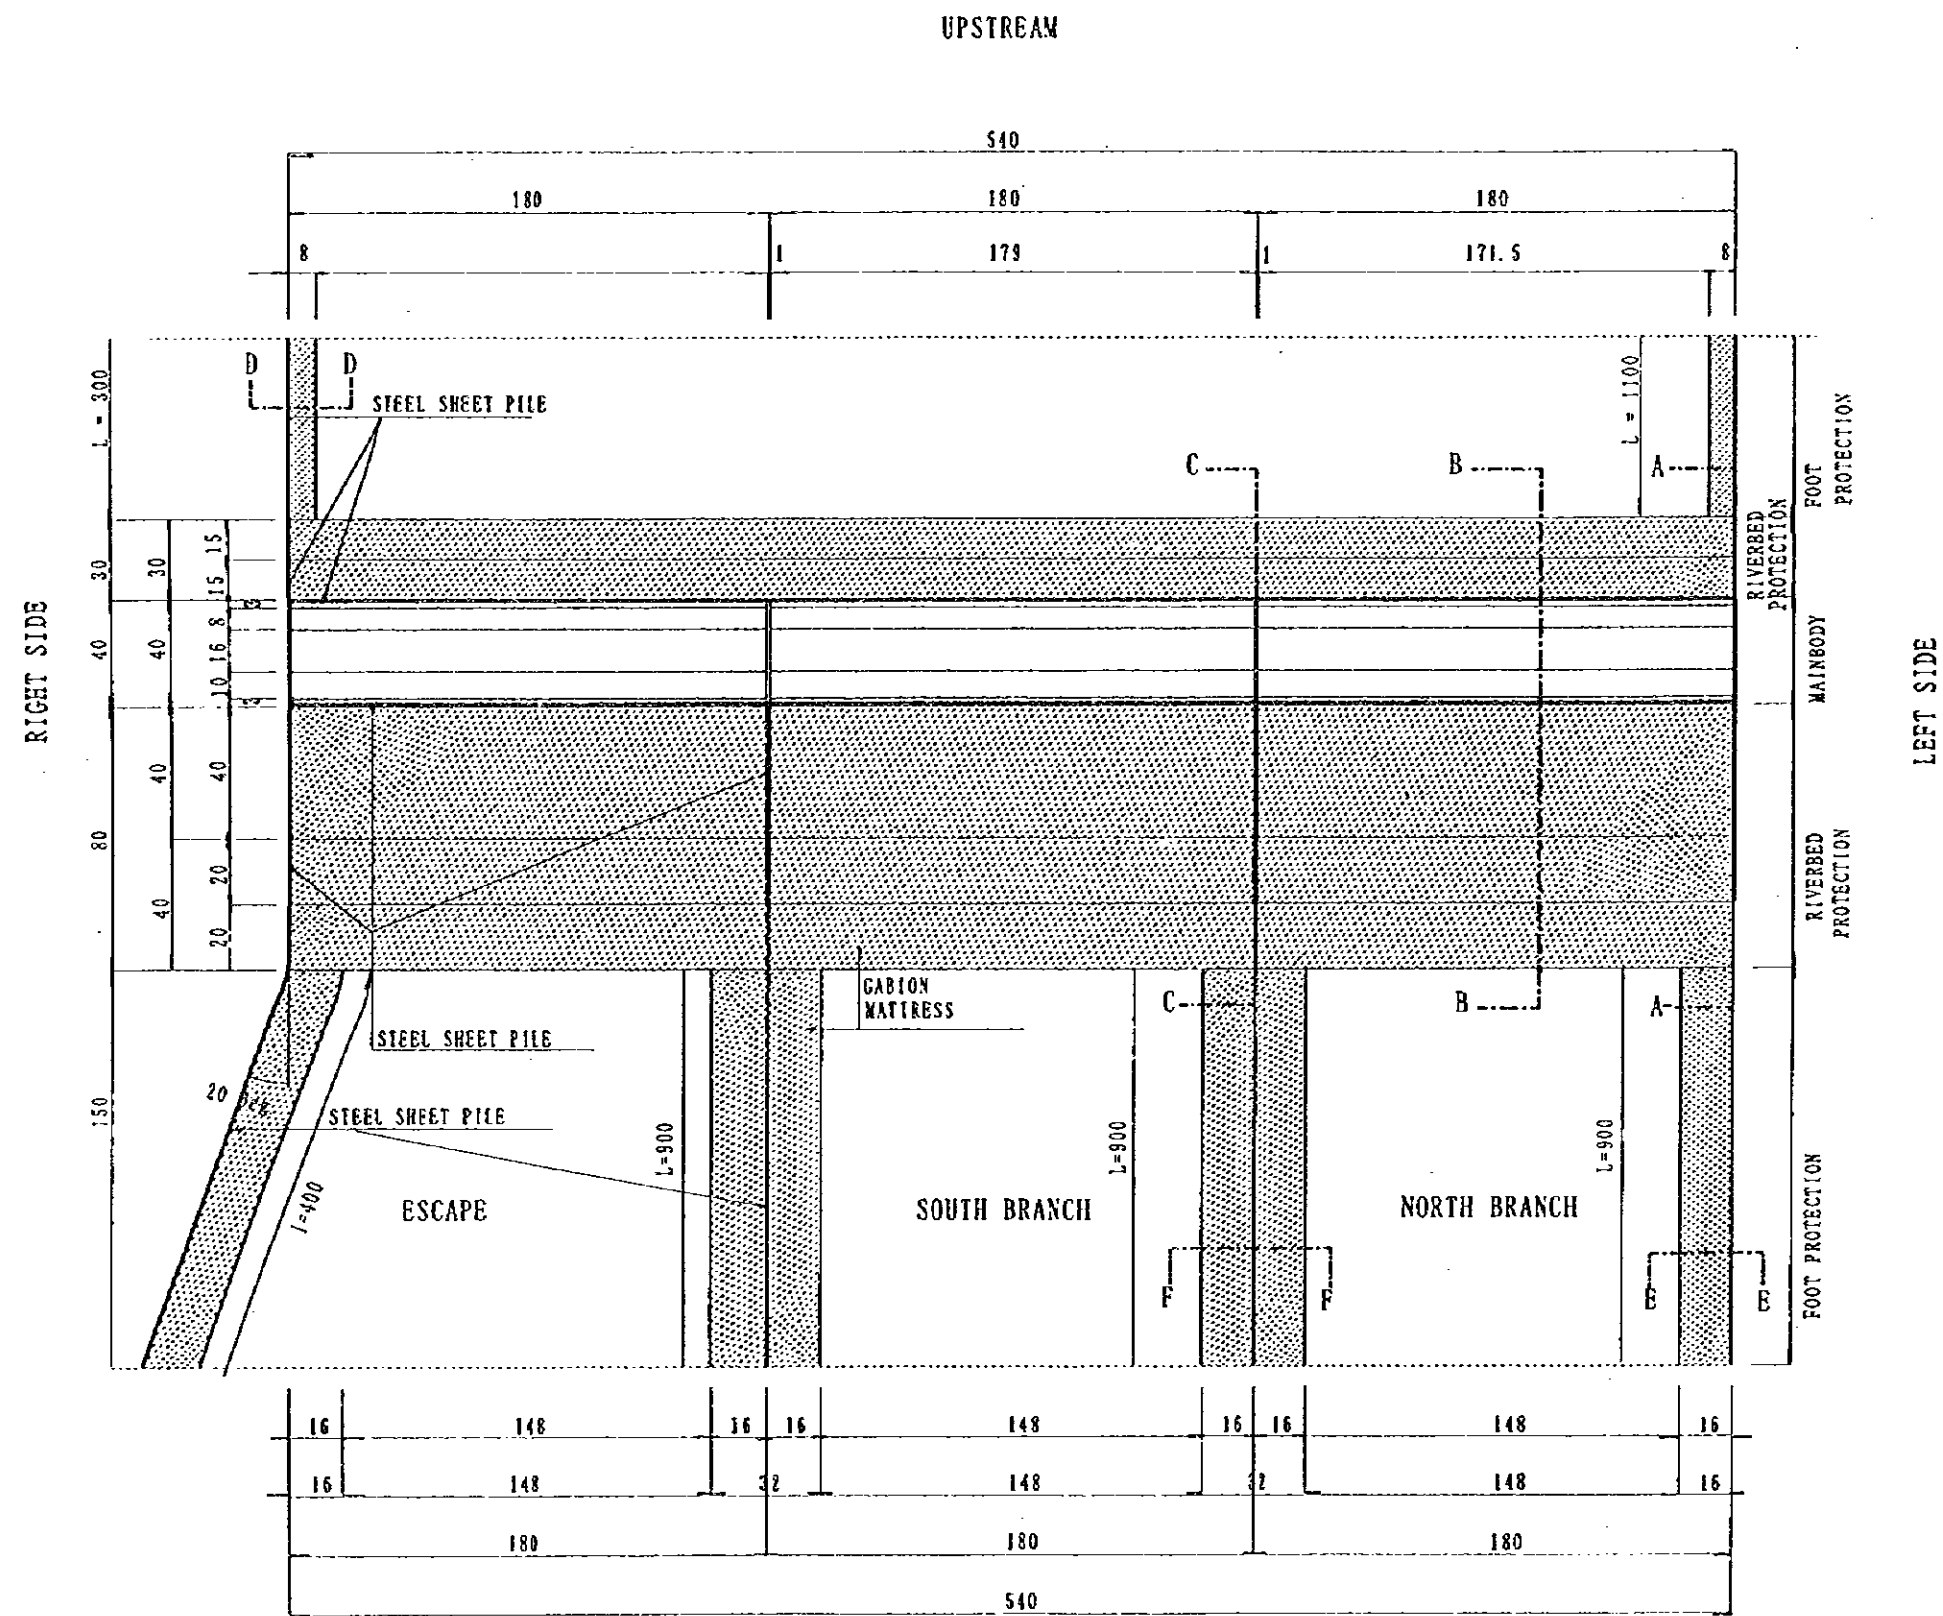 UPSTREAM
540
180 180 180
8 1 179 1 171.5 8
D D
STEEL SHEET PILE
L = 300
L = 1100
C B A
FOOT
PROTECTION
RIVERBED
PROTECTION
30 30 15
15
RIGHT SIDE
40 40 8
16
10
MAINBODY
LEFT SIDE
80 40 40
40 20
20
RIVERBED
PROTECTION
GABION
MATTRESS
C B A
STEEL SHEET PILE
20
STEEL SHEET PILE
150
L=900 L=900 L=900
l=400
ESCAPE SOUTH BRANCH NORTH BRANCH
FOOT PROTECTION
F F E E
16 148 16 16 148 16 16 148 16
16 148 32 148 32 148 16
180 180 180
540